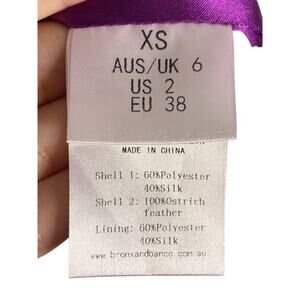 XS
AUS/UK 6
US 2
EU 38
MADE IN CHINA
Shell 1: 60%Polyester
40%Silk
Shell 2: 100%Ostrich
feather
Lining: 60%Polyester
40%Silk
www.bronxandbanco.com.au